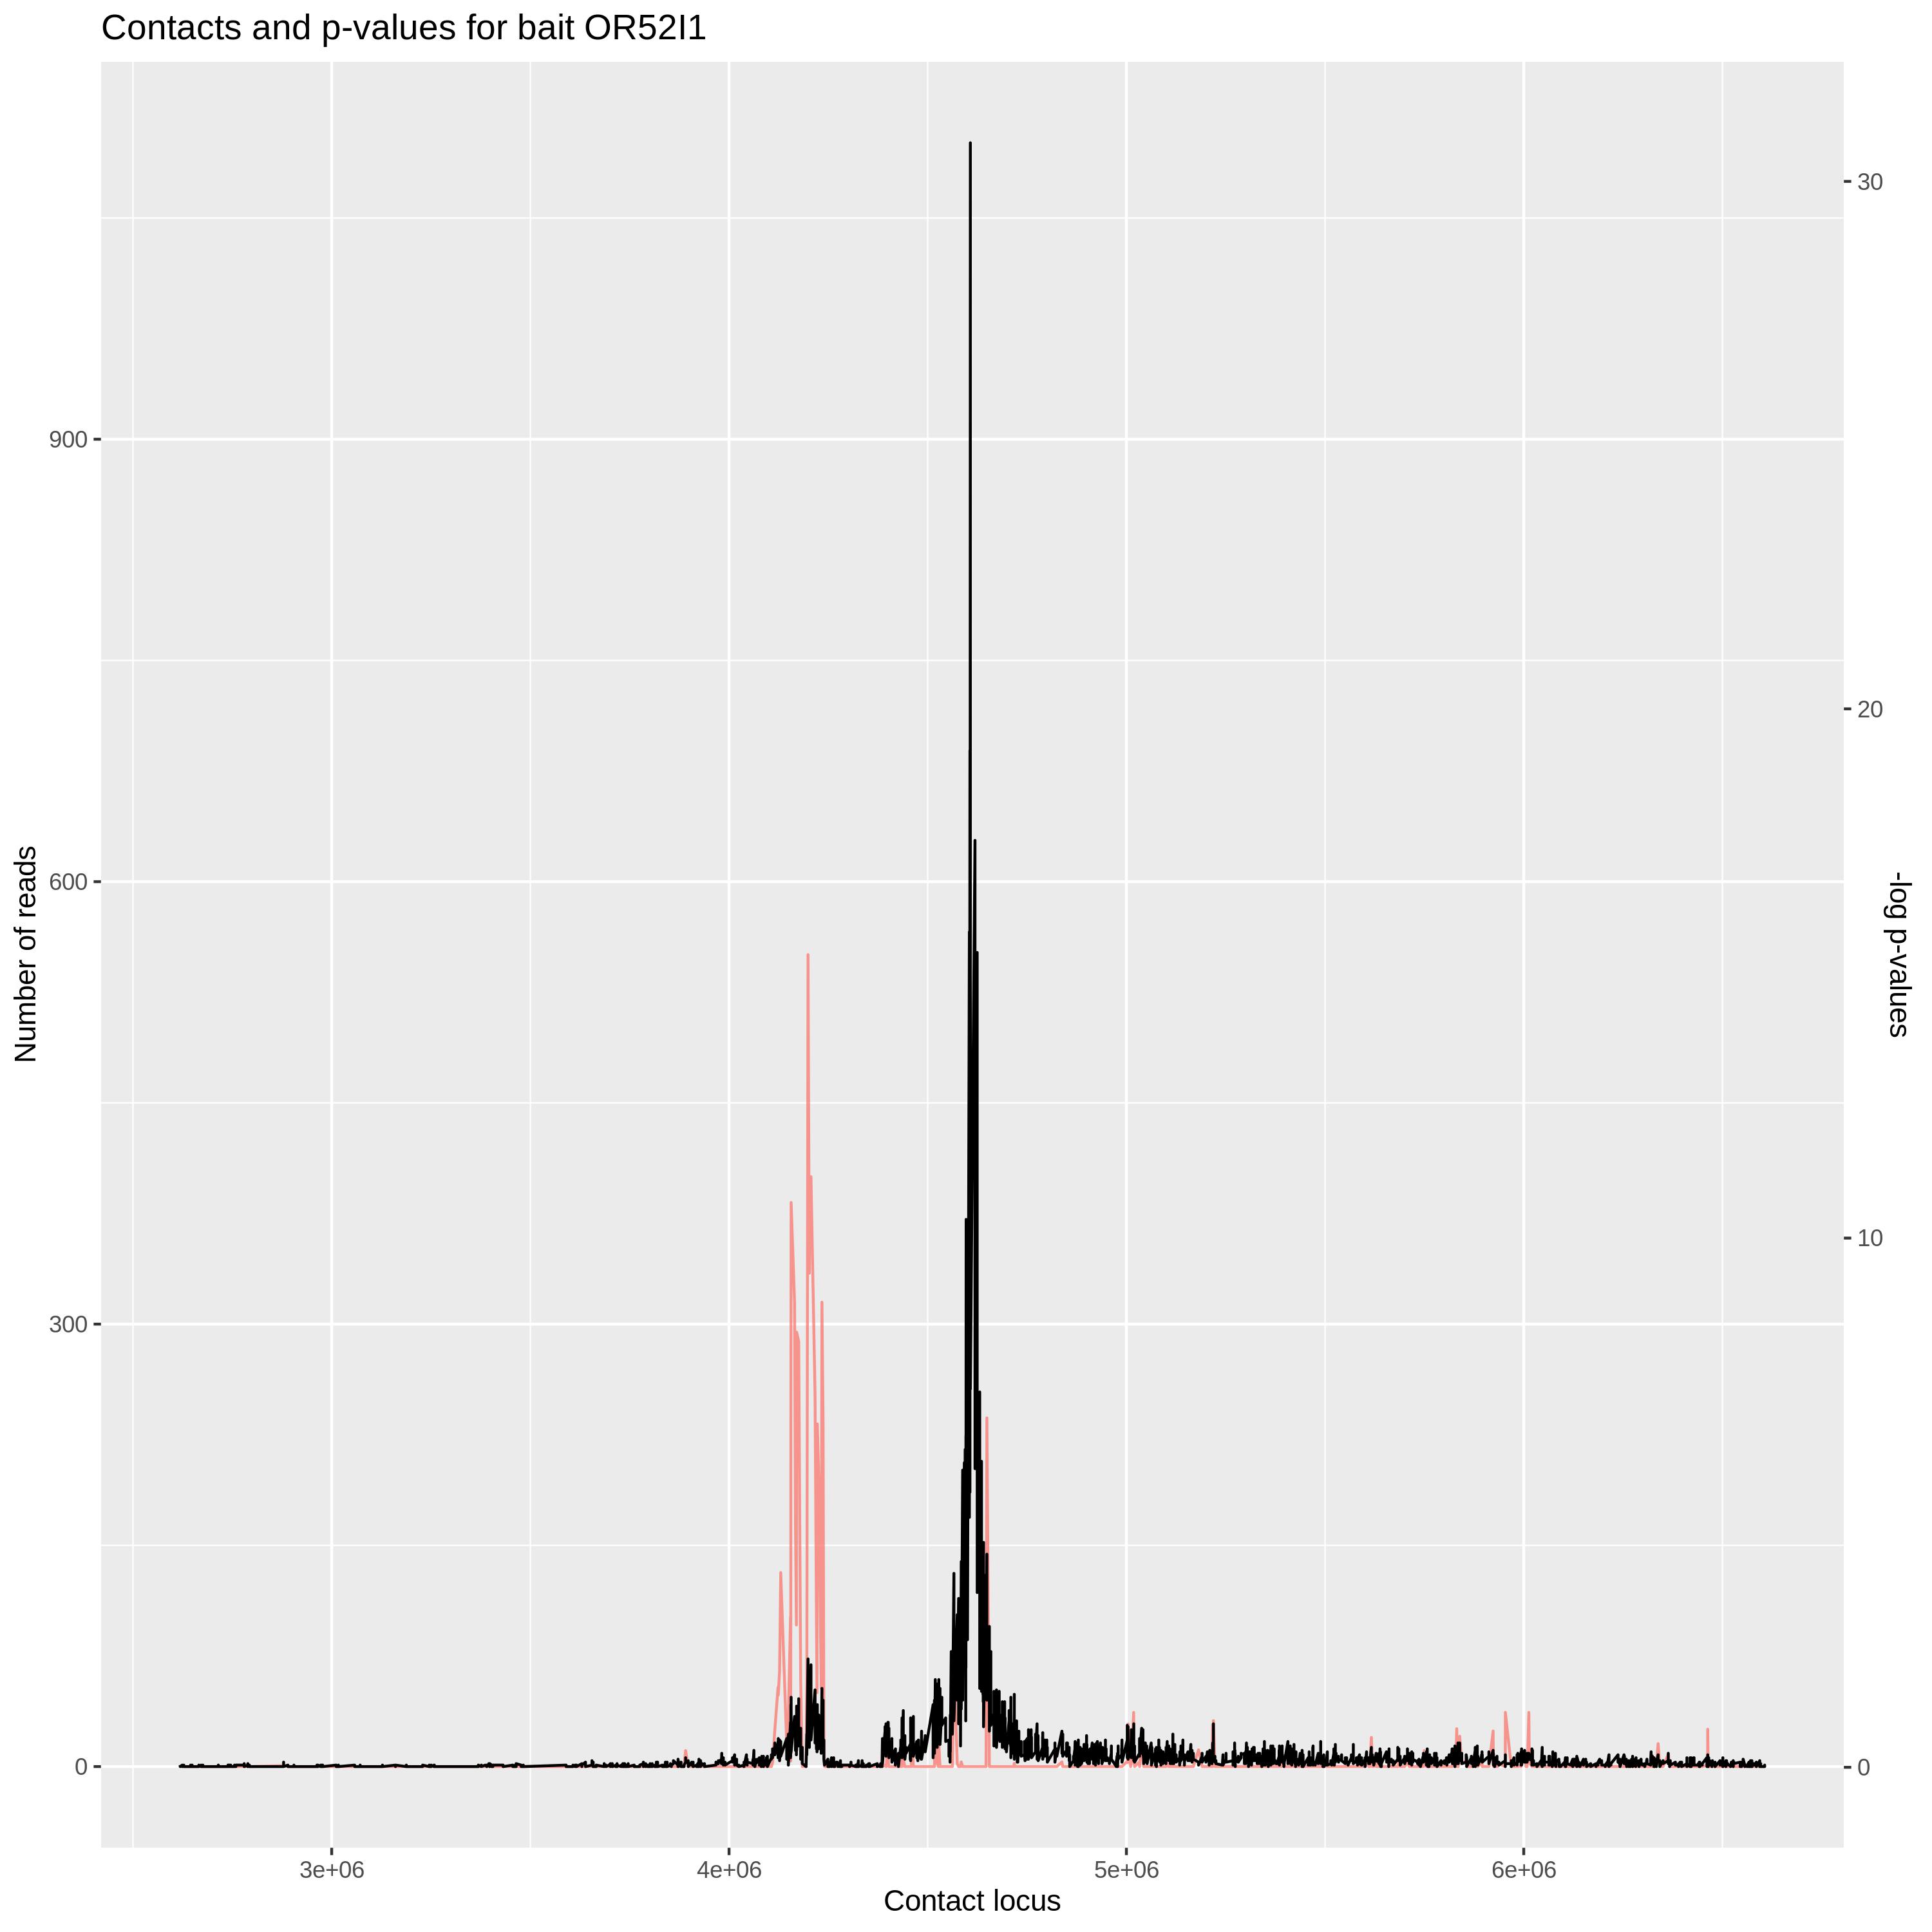 Contacts and p-values for bait OR52I1
30
900
20
600
Number of reads
-log p-values
10
300
0
0
3e+06
4e+06
5e+06
6e+06
Contact locus